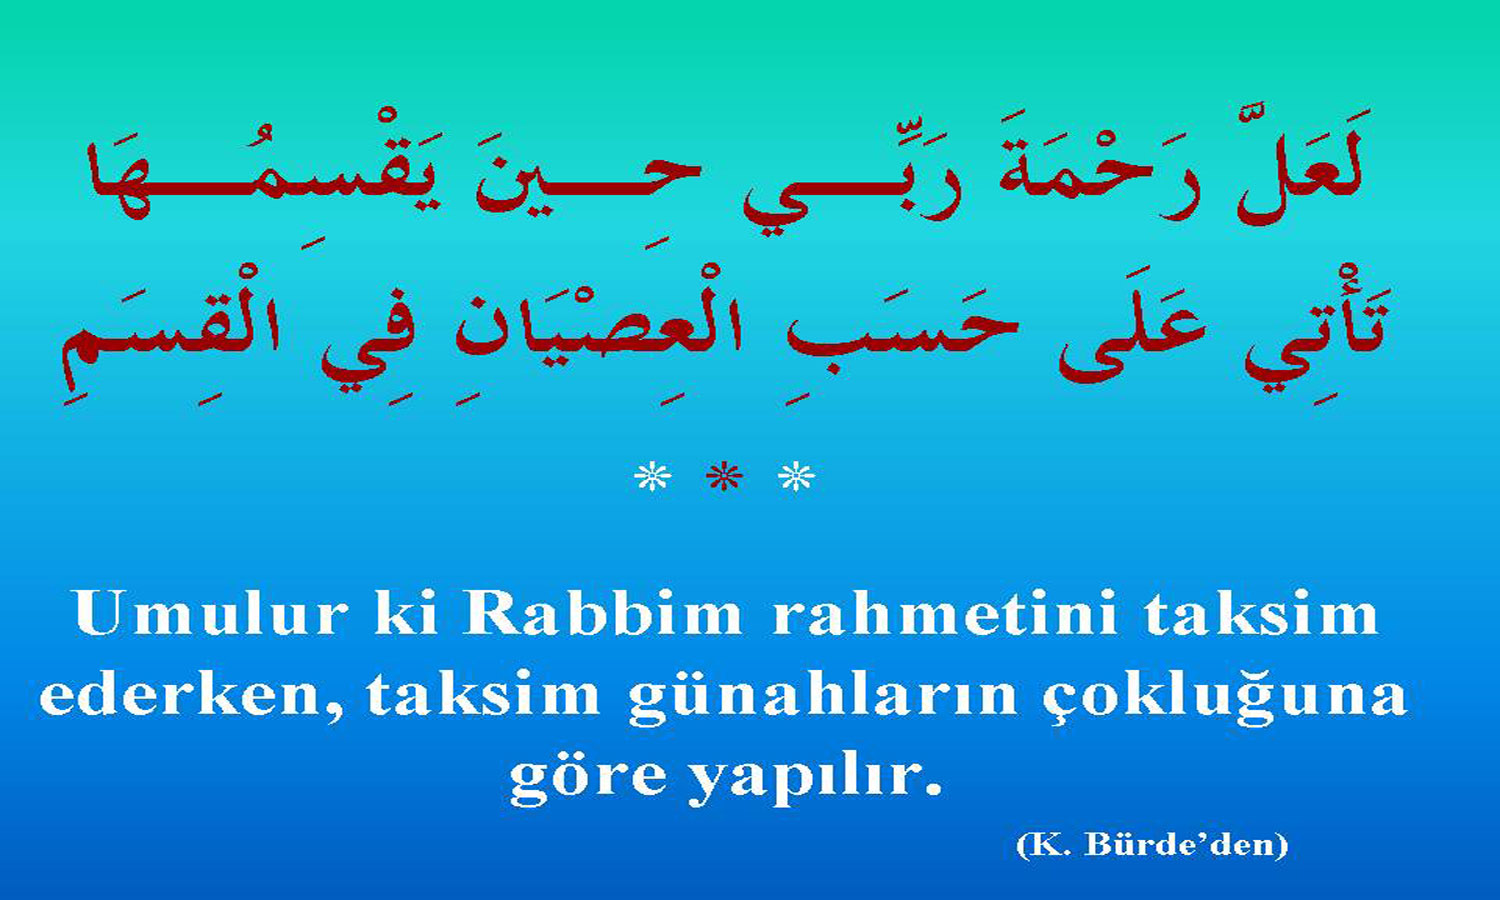 لَعَلَّ رَحْمَةَ رَبِّي حِينَ يَقْسِمُهَا
تَأْتِي عَلَى حَسَبِ الْعِصْيَانِ فِي الْقِسَمِ
Umulur ki Rabbim rahmetini taksim
ederken, taksim günahların çokluğuna
göre yapılır.
(K. Bürde’den)